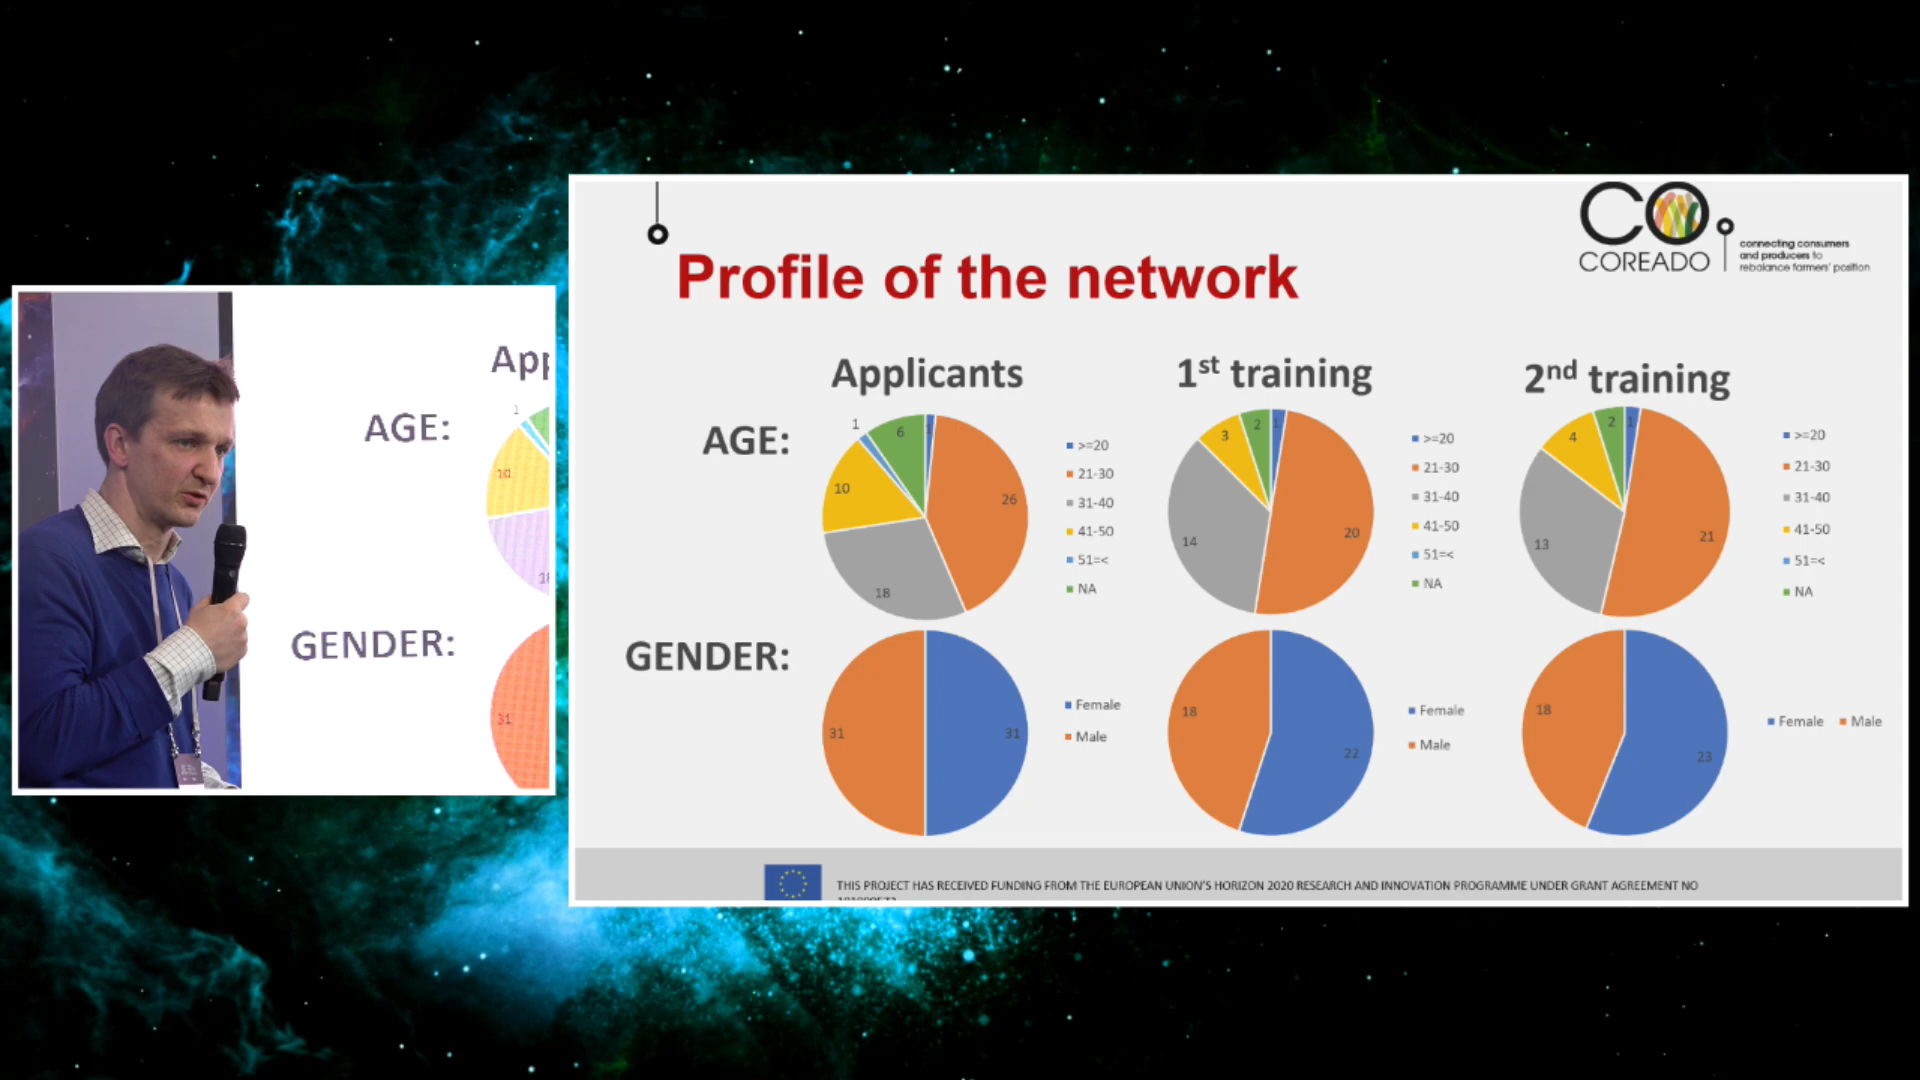 App
AGE:
1
10
18
GENDER:
31
CO
COREADO
connecting consumers
and producers to
rebalance farmers' position
Profile of the network
Applicants
1st training
2nd training
AGE:
1
6
1
10
26
18
>=20
21-30
31-40
41-50
51=<
NA
3
2
1
14
20
>=20
21-30
31-40
41-50
51=<
NA
4
2
1
13
21
>=20
21-30
31-40
41-50
51=<
NA
GENDER:
31
31
Female
Male
18
22
Female
Male
18
23
Female Male
THIS PROJECT HAS RECEIVED FUNDING FROM THE EUROPEAN UNION'S HORIZON 2020 RESEARCH AND INNOVATION PROGRAMME UNDER GRANT AGREEMENT NO